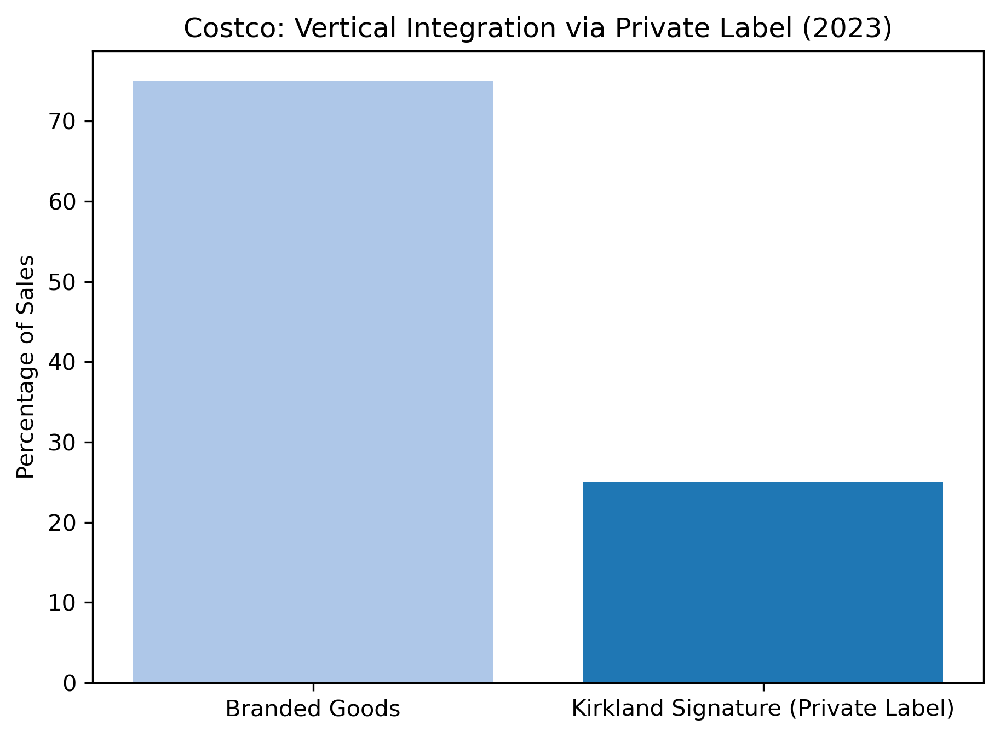 Costco: Vertical Integration via Private Label (2023)
Percentage of Sales
70
60
50
40
30
20
10
0
Branded Goods
Kirkland Signature (Private Label)